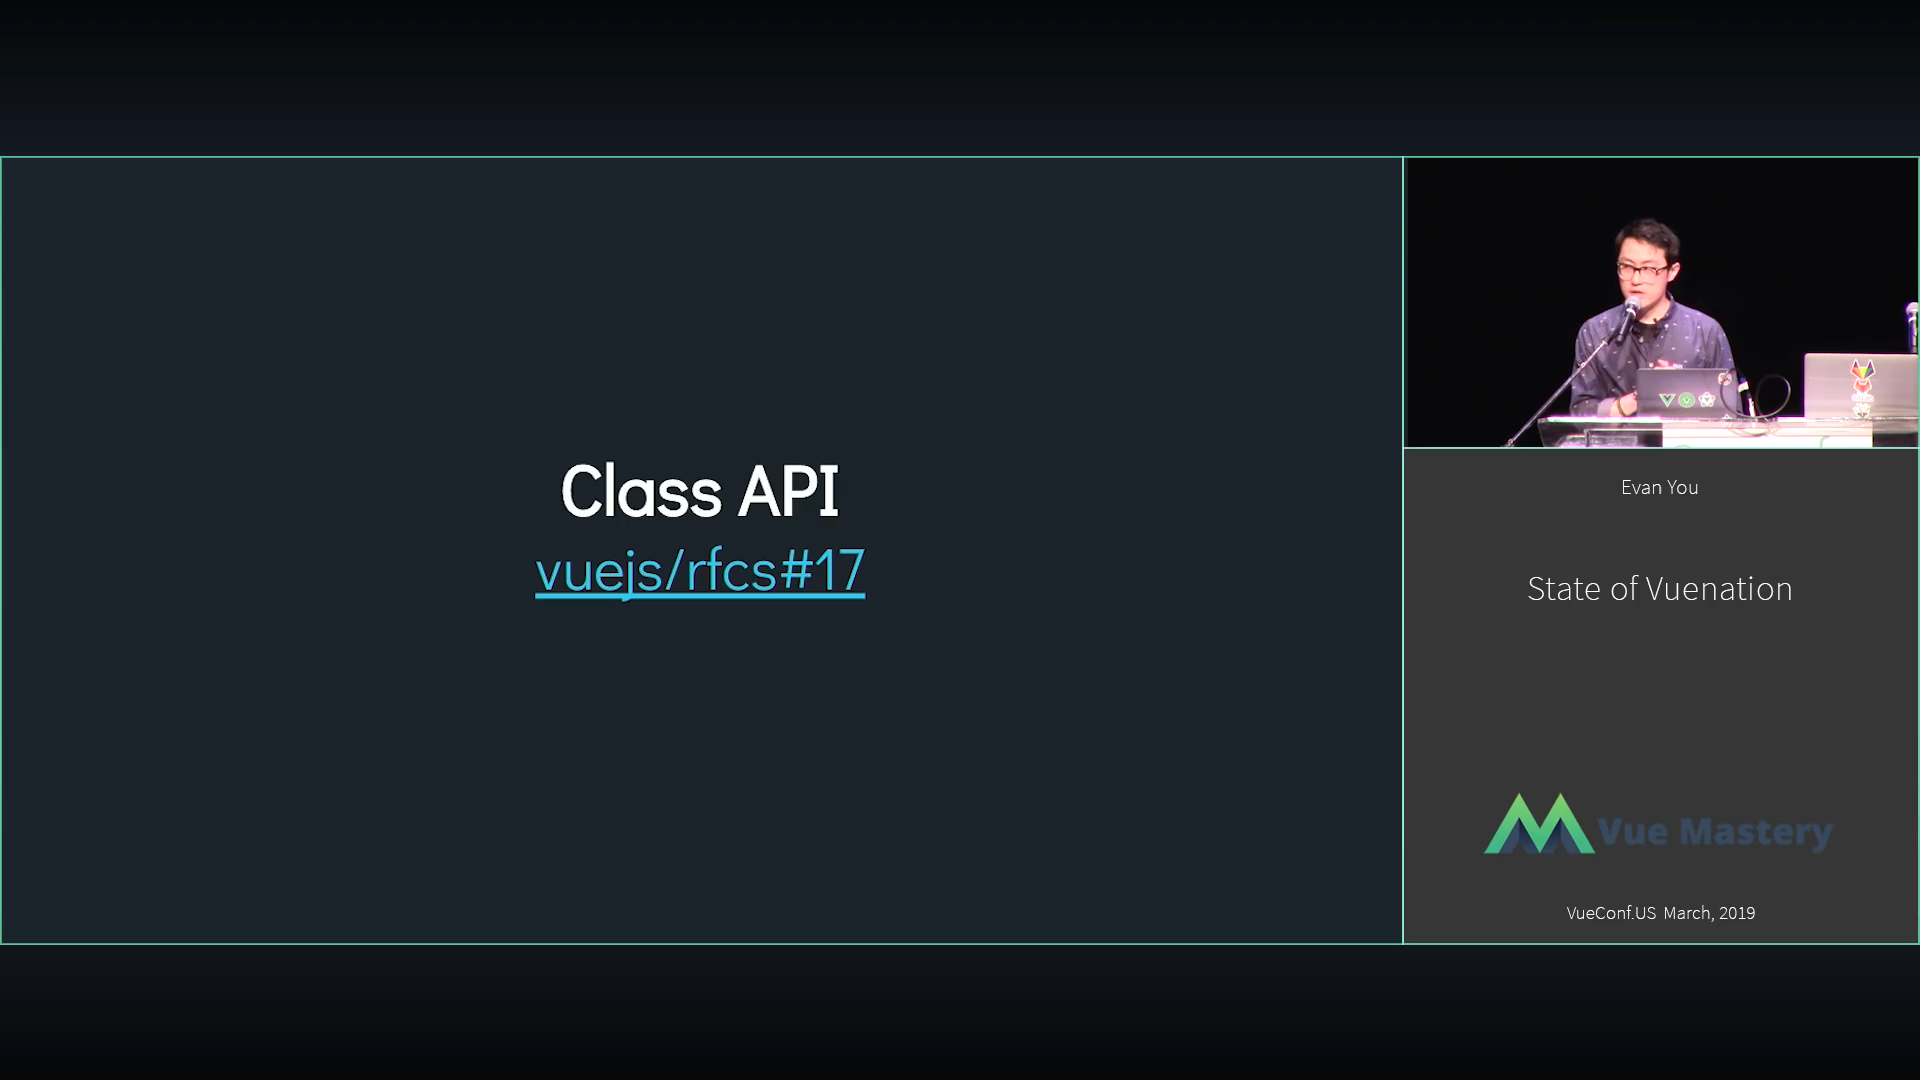 Class API
vuejs/rfcs#17
Evan You
State of Vuenation
Vue Mastery
VueConf.US March, 2019